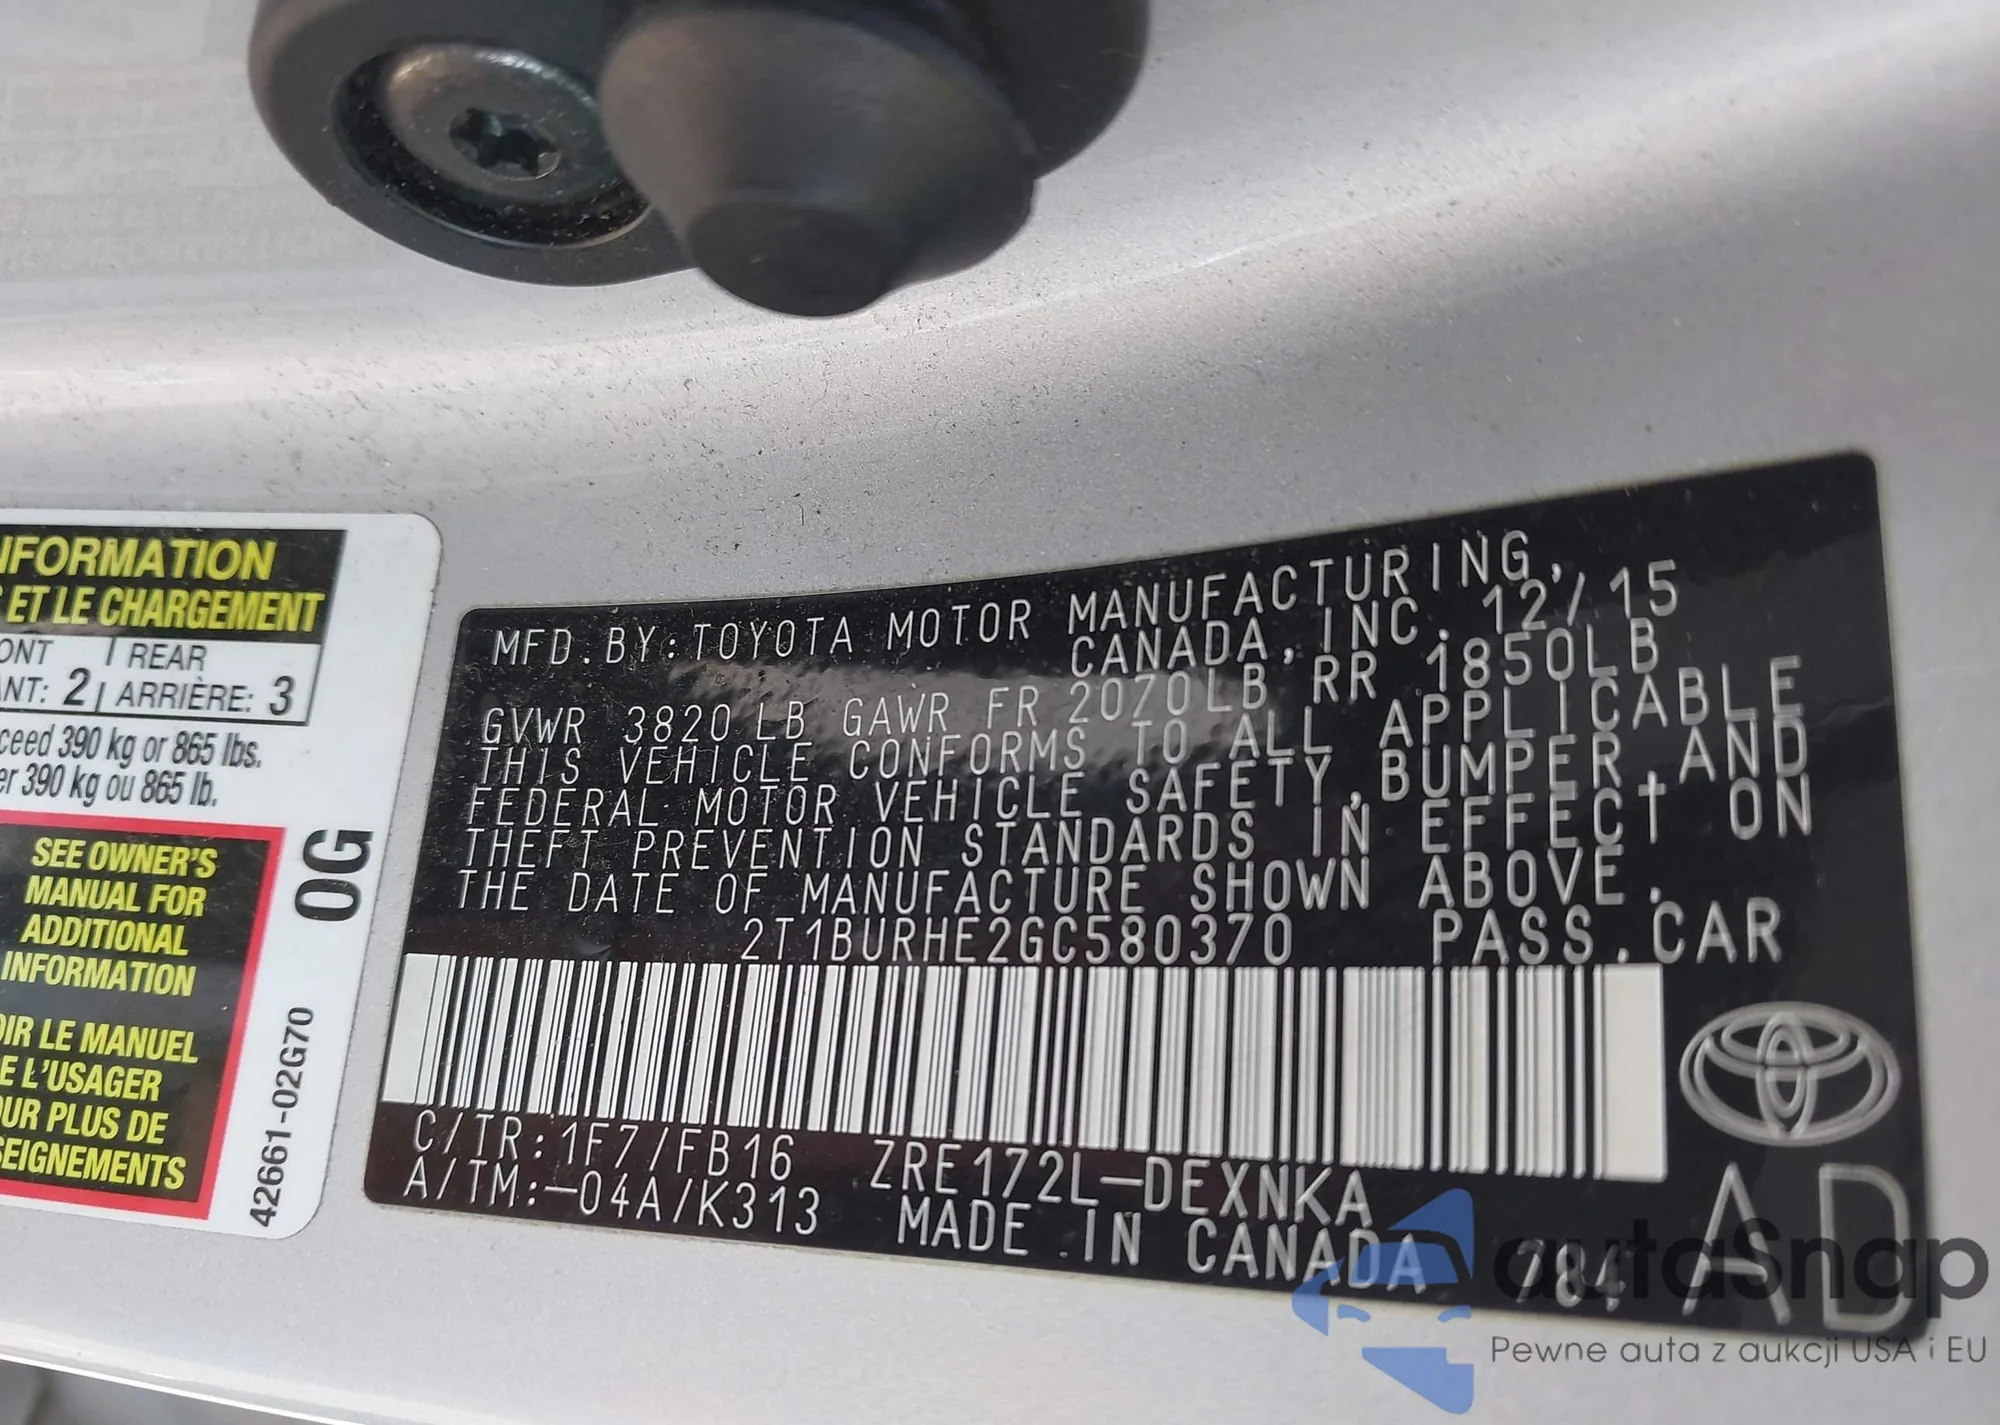 NFORMATION
ET LE CHARGEMENT
ONT | REAR
ANT: 2 | ARRIÈRE: 3
ceed 390 kg or 865 lbs.
er 390 kg ou 865 lb.
SEE OWNER'S
MANUAL FOR
ADDITIONAL
INFORMATION
OIR LE MANUEL
E L'USAGER
OUR PLUS DE
SEIGNEMENTS
0G
42661-02G70
MFD. BY: TOYOTA MOTOR MANUFACTURING,
CANADA, INC. 12/15
GVWR 3820 LB GAWR FR 2070LB RR 1850LB
THIS VEHICLE CONFORMS TO ALL APPLICABLE
FEDERAL MOTOR VEHICLE SAFETY, BUMPER, AND
THEFT PREVENTION STANDARDS IN EFFECT ON
THE DATE OF MANUFACTURE SHOWN ABOVE.
2T1BURHE2GC580370 PASS.CAR
C/TR: 1F7/FB16 ZRE172L-DEXNKA
A/TM:-04A/K313 MADE IN CANADA 784 AD
autaSnap
Pewne auta z aukcji USA i EU